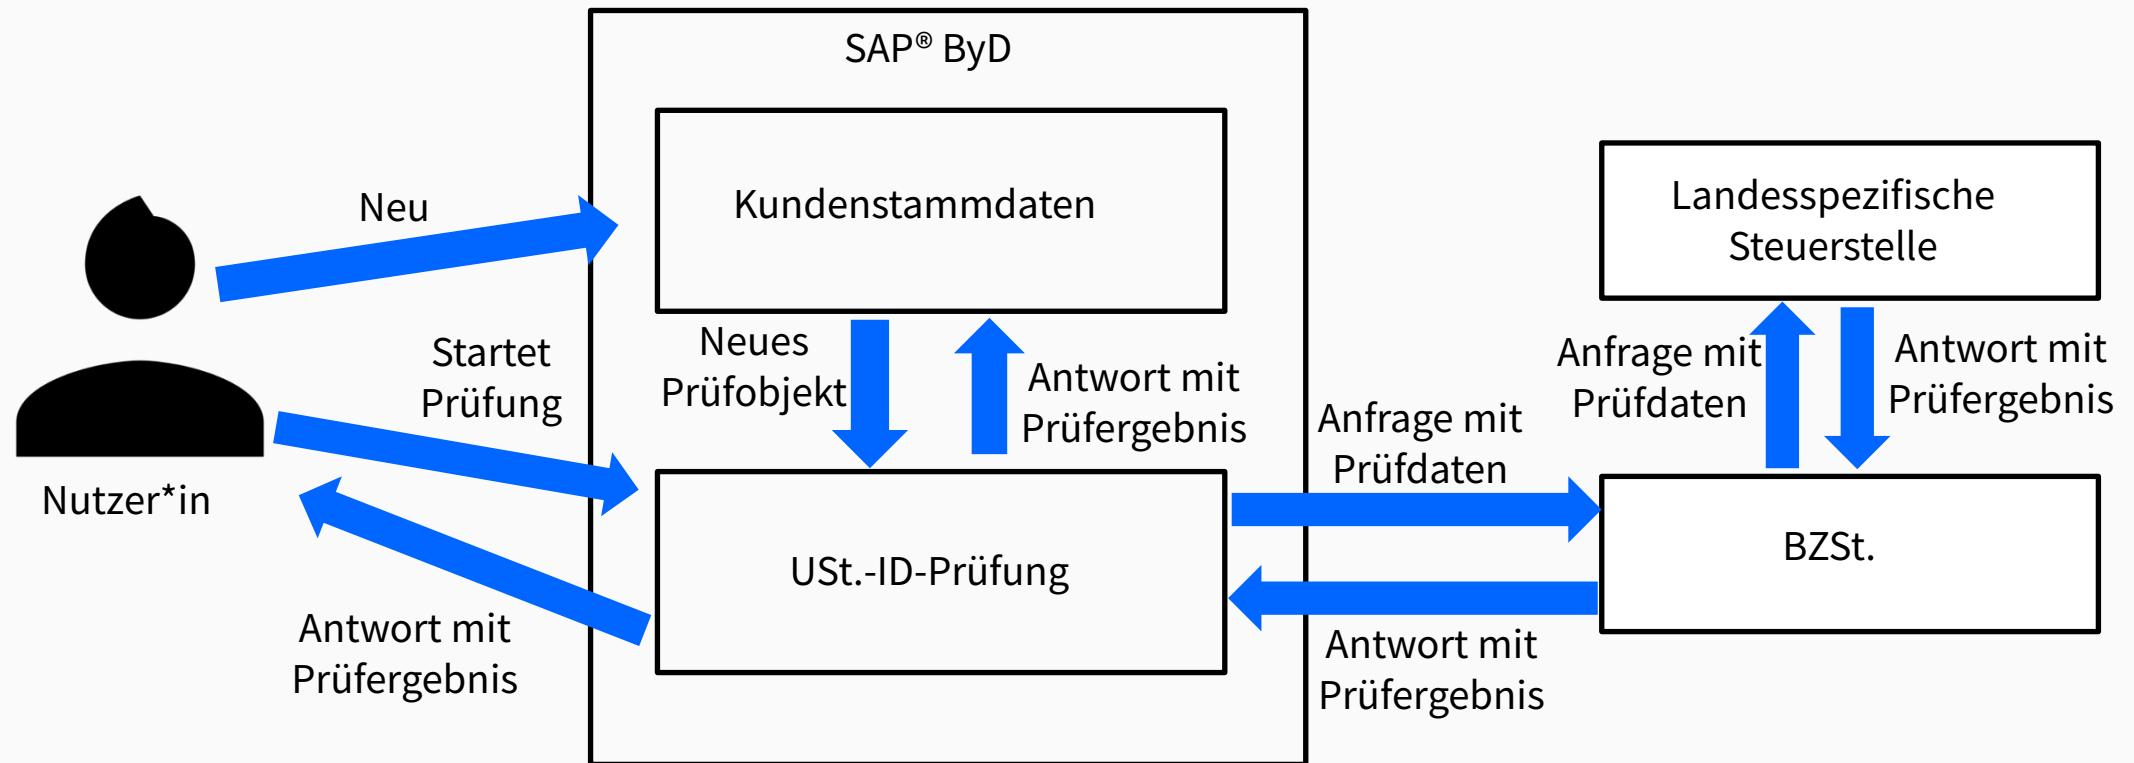 SAP® ByD
Neu
Kundenstammdaten
Landesspezifische
Steuerstelle
Startet
Prüfung
Neues
Prüfobjekt
Antwort mit
Prüfergebnis
Anfrage mit
Prüfdaten
Anfrage mit
Prüfdaten
Antwort mit
Prüfergebnis
Nutzer*in
USt.-ID-Prüfung
BZSt.
Antwort mit
Prüfergebnis
Antwort mit
Prüfergebnis